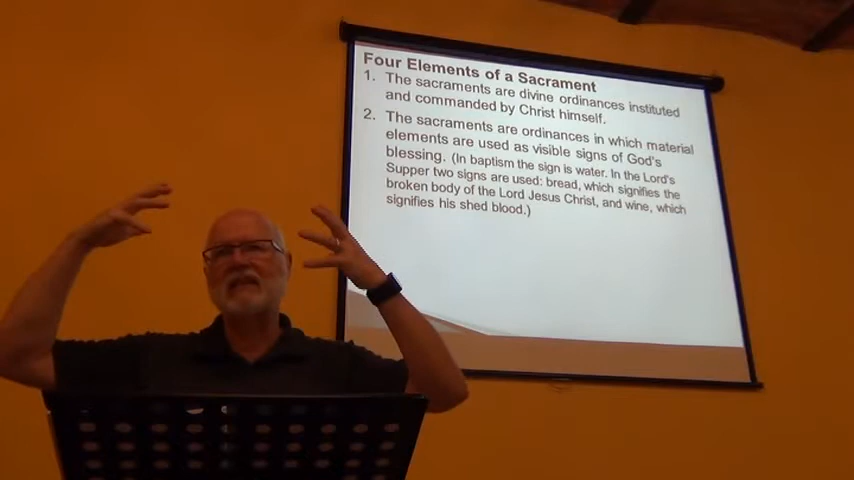 Four Elements of a Sacrament
1. The sacraments are divine ordinances instituted
and commanded by Christ himself.
2. The sacraments are ordinances in which material
elements are used as visible signs of God's
blessing. (In baptism the sign is water. In the Lord's
Supper two signs are used: bread, which signifies the
broken body of the Lord Jesus Christ, and wine, which
signifies his shed blood.)